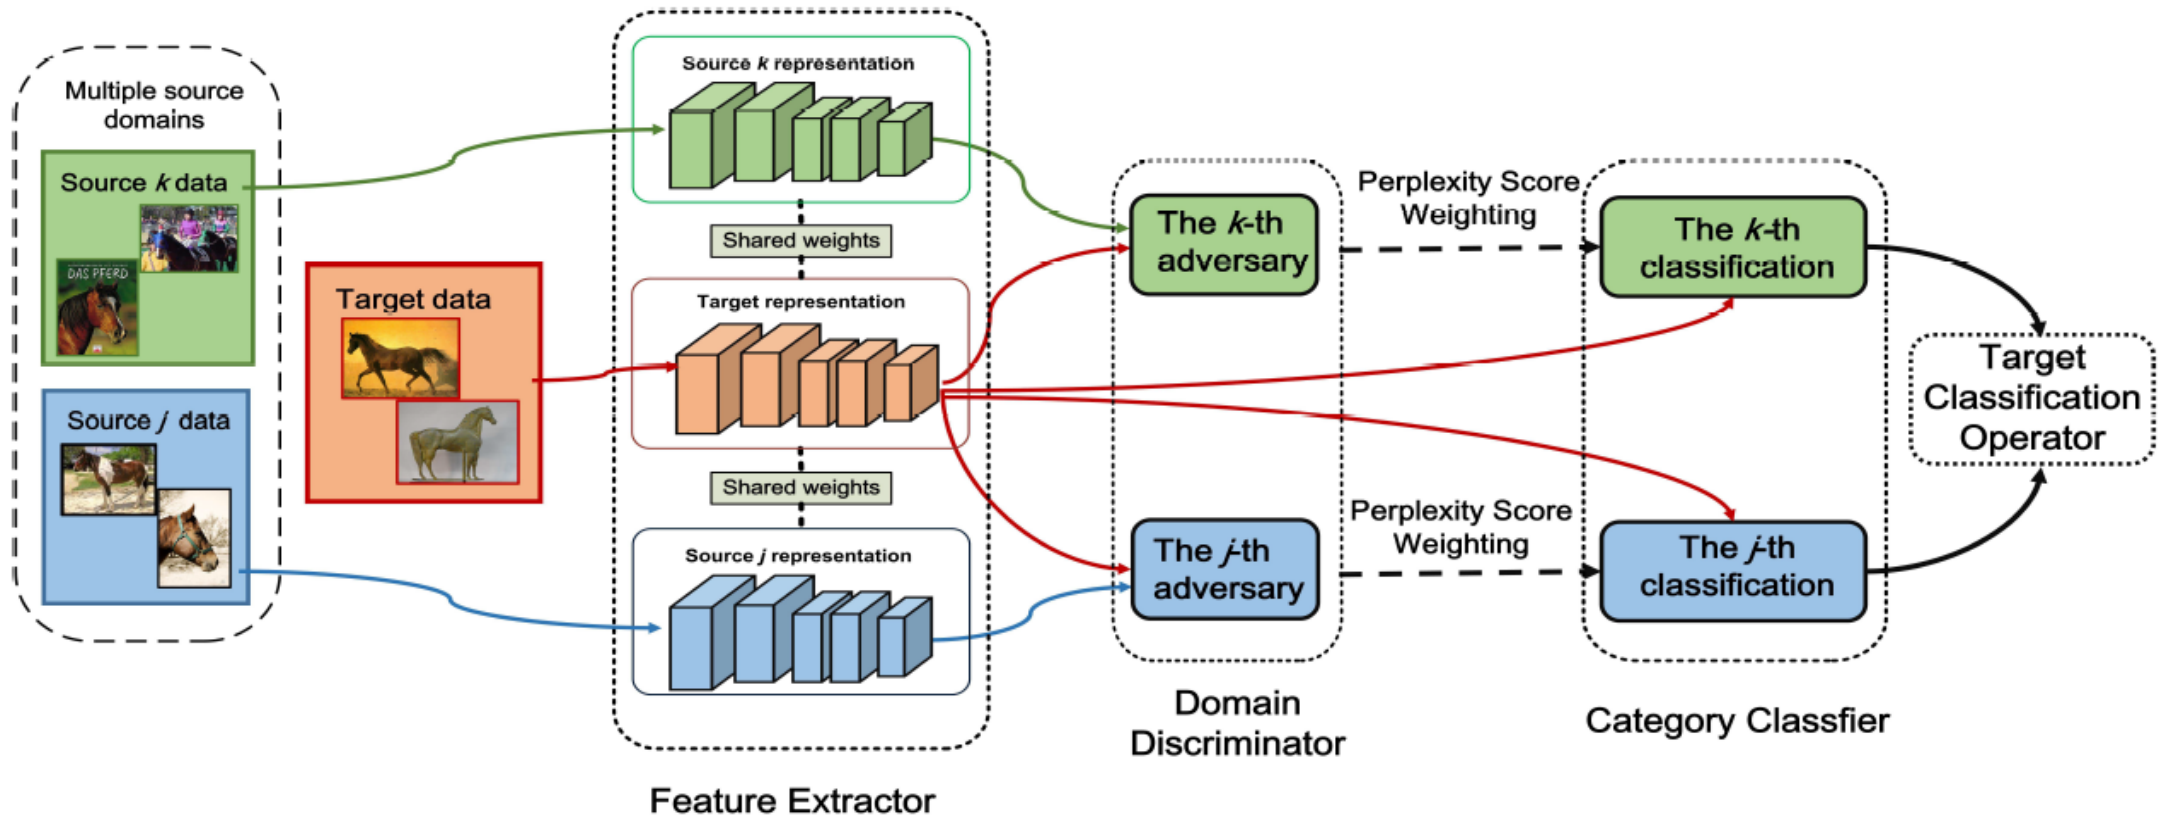 Multiple source
domains
Source k data
DAS PFERD
Source j data
Target data
Source k representation
Shared weights
Target representation
Shared weights
Source j representation
Feature Extractor
The k-th
adversary
The j-th
adversary
Domain
Discriminator
Perplexity Score
Weighting
Perplexity Score
Weighting
The k-th
classification
The j-th
classification
Category Classfier
Target
Classification
Operator